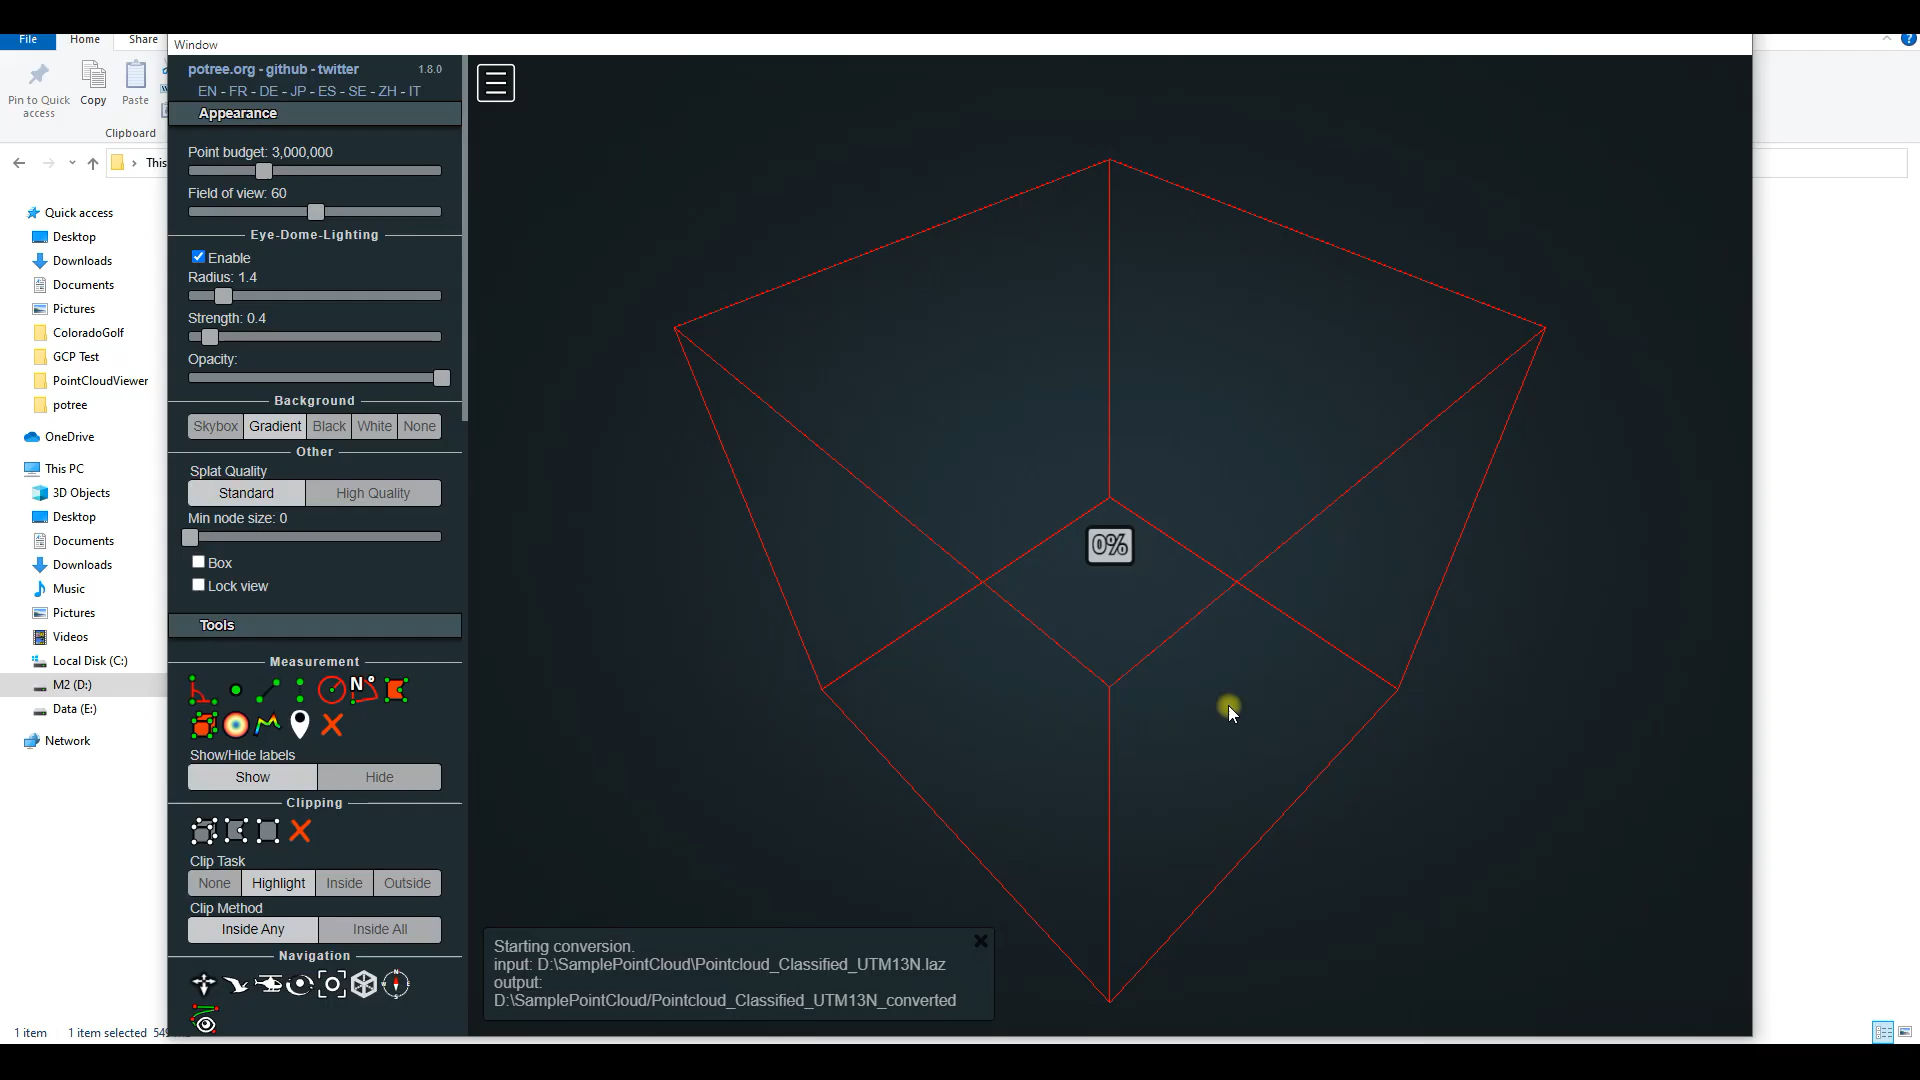 File
Home
Share
Window
Pin to Quick
access
Copy
Paste
Clipboard
This
Quick access
Desktop
Downloads
Documents
Pictures
ColoradoGolf
GCP Test
PointCloudViewer
potree
OneDrive
This PC
3D Objects
Desktop
Documents
Downloads
Music
Pictures
Videos
Local Disk (C:)
M2 (D:)
Data (E:)
Network
1 item
1 item selected
potree.org - github - twitter
1.8.0
EN - FR - DE - JP - ES - SE - ZH - IT
Appearance
Point budget: 3,000,000
Field of view: 60
Eye-Dome-Lighting
Enable
Radius: 1.4
Strength: 0.4
Opacity:
Background
Skybox Gradient Black White None
Other
Splat Quality
Standard High Quality
Min node size: 0
Box
Lock view
Tools
Measurement
N°
Show/Hide labels
Show Hide
Clipping
Clip Task
None Highlight Inside Outside
Clip Method
Inside Any Inside All
Navigation
0%
Starting conversion.
input: D:\SamplePointCloud\Pointcloud_Classified_UTM13N.laz
output:
D:\SamplePointCloud/Pointcloud_Classified_UTM13N_converted